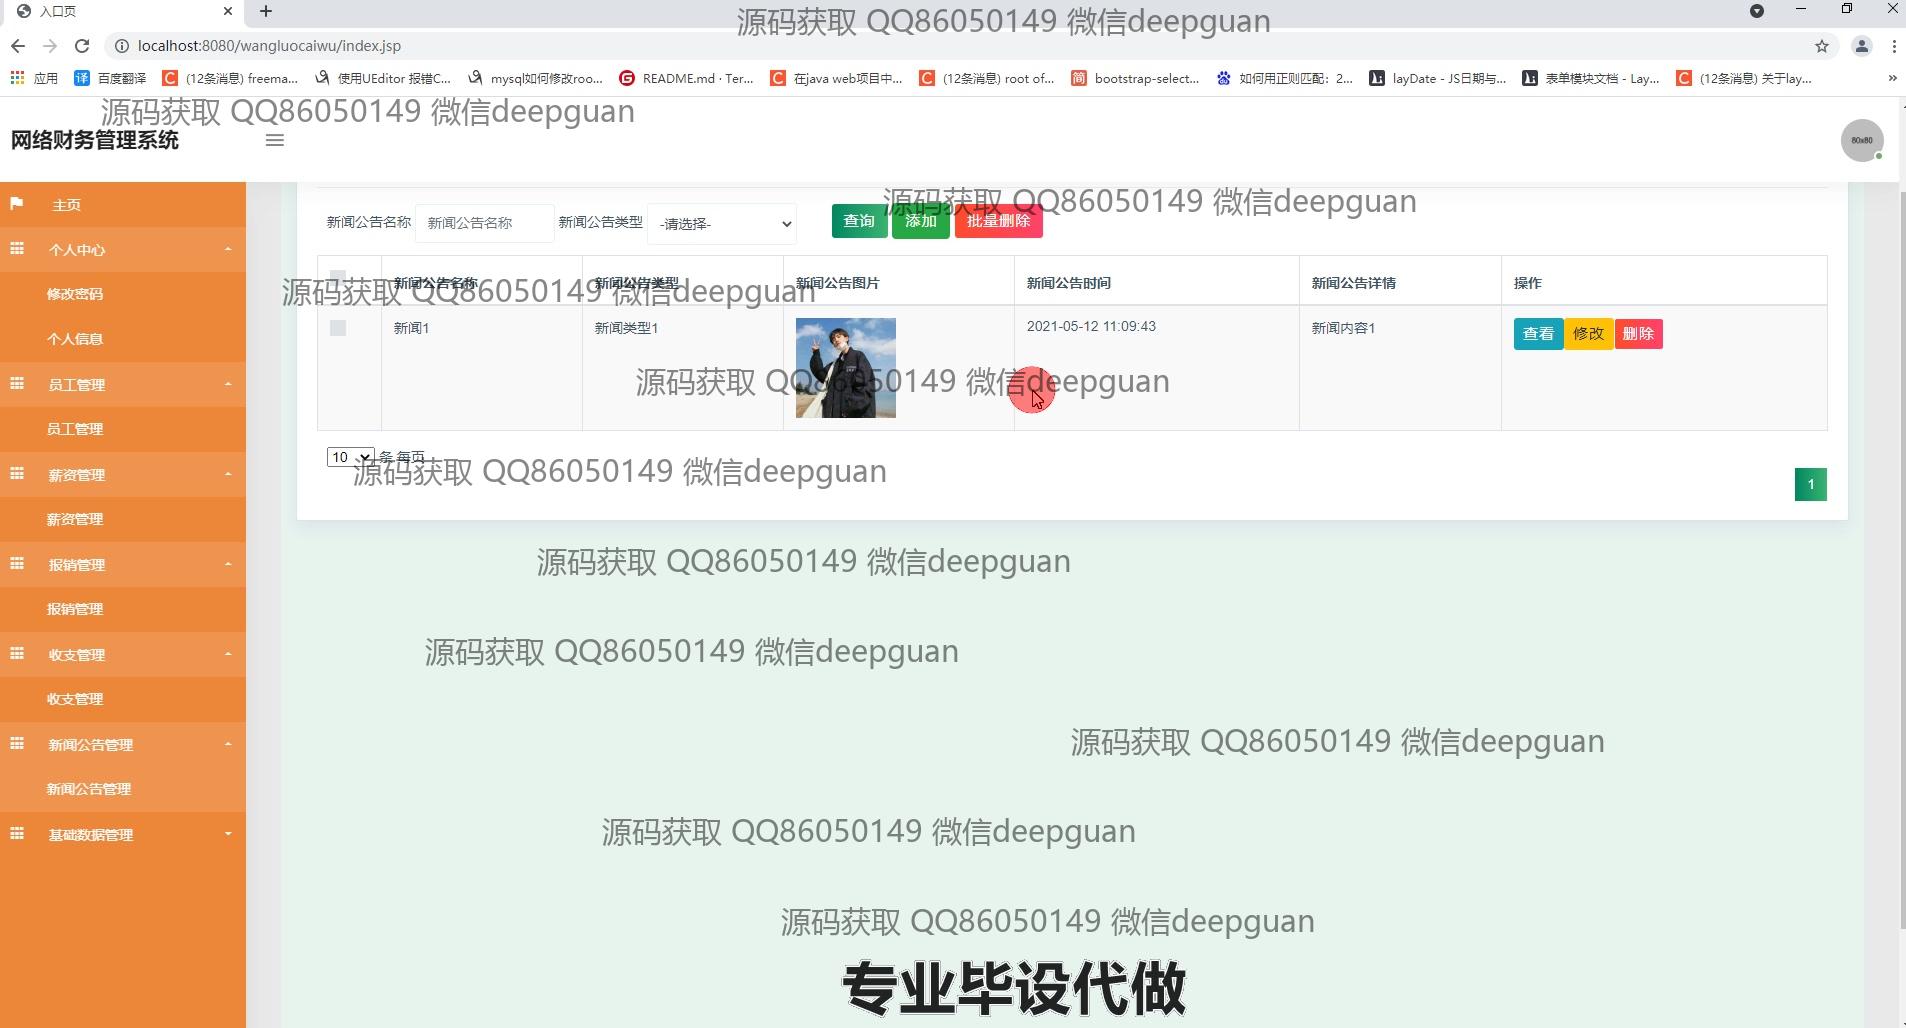 入口页
源码获取 QQ86050149 微信deepguan
localhost:8080/wangluocaiwu/index.jsp
应用 百度翻译 (12条消息) freema... 使用UEditor 报错C... mysql如何修改roo... README.md · Ter... 在java web项目中... (12条消息) root of... bootstrap-select... 如何用正则匹配：2... layDate - JS日期与... 表单模块文档 - Lay... (12条消息) 关于lay...
源码获取 QQ86050149 微信deepguan
网络财务管理系统
80x80
源码获取 QQ86050149 微信deepguan
主页
新闻公告名称 新闻公告名称 新闻公告类型 -请选择- 查询 添加 批量删除
个人中心
新闻公告名称 新闻公告类型 新闻公告图片 新闻公告时间 新闻公告详情 操作
源码获取 QQ86050149 微信deepguan
修改密码
新闻1 新闻类型1 2021-05-12 11:09:43 新闻内容1 查看 修改 删除
个人信息
源码获取 QQ86050149 微信deepguan
员工管理
员工管理
10 条 每页
源码获取 QQ86050149 微信deepguan
薪资管理
1
薪资管理
源码获取 QQ86050149 微信deepguan
报销管理
报销管理
源码获取 QQ86050149 微信deepguan
收支管理
收支管理
源码获取 QQ86050149 微信deepguan
新闻公告管理
新闻公告管理
源码获取 QQ86050149 微信deepguan
基础数据管理
源码获取 QQ86050149 微信deepguan
专业毕设代做